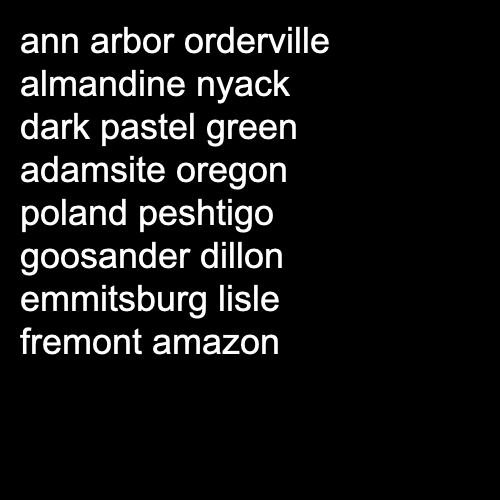 ann arbor orderville
almandine nyack
dark pastel green
adamsite oregon
poland peshtigo
goosander dillon
emmitsburg lisle
fremont amazon